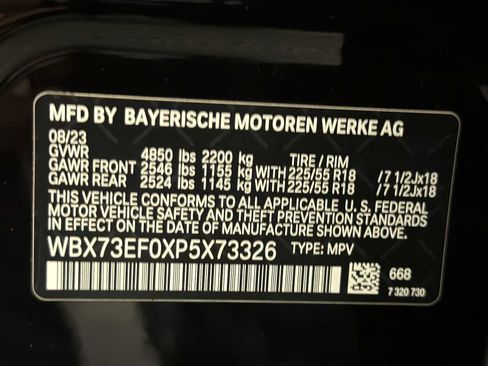 MFD BY BAYERISCHE MOTOREN WERKE AG
08/23
GVWR 4850 lbs 2200 kg TIRE / RIM
GAWR FRONT 2546 lbs 1155 kg WITH 225/55 R18 /7 1/2Jx18
GAWR REAR 2524 lbs 1145 kg WITH 225/55 R18 /7 1/2Jx18
THIS VEHICLE CONFORMS TO ALL APPLICABLE U.S. FEDERAL
MOTOR VEHICLE SAFETY AND THEFT PREVENTION STANDARDS
IN EFFECT ON THE DATE OF MANUFACTURE SHOWN ABOVE.
WBX73EF0XP5X73326 TYPE: MPV
668
7 320 730